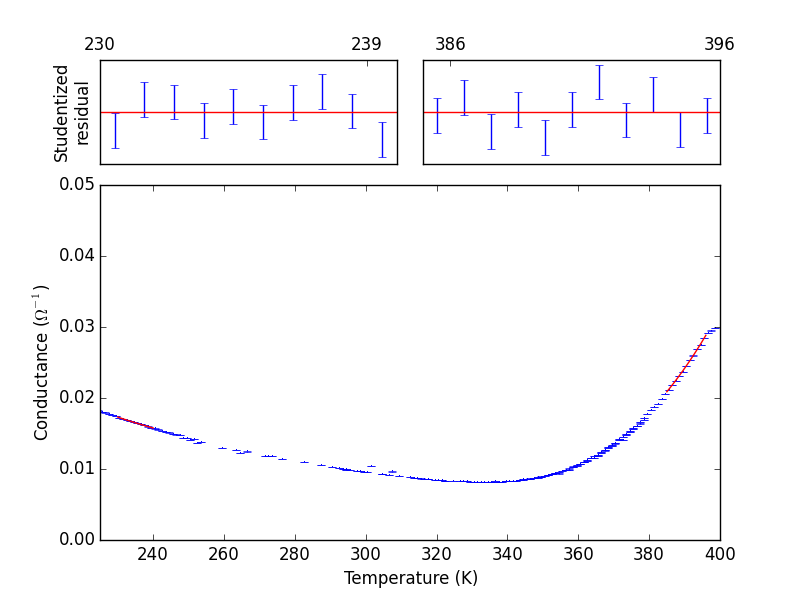 230 239 386 396
Studentized
residual
0.05
0.04
0.03
0.02
0.01
0.00
Conductance (Ω⁻¹)
240 260 280 300 320 340 360 380 400
Temperature (K)